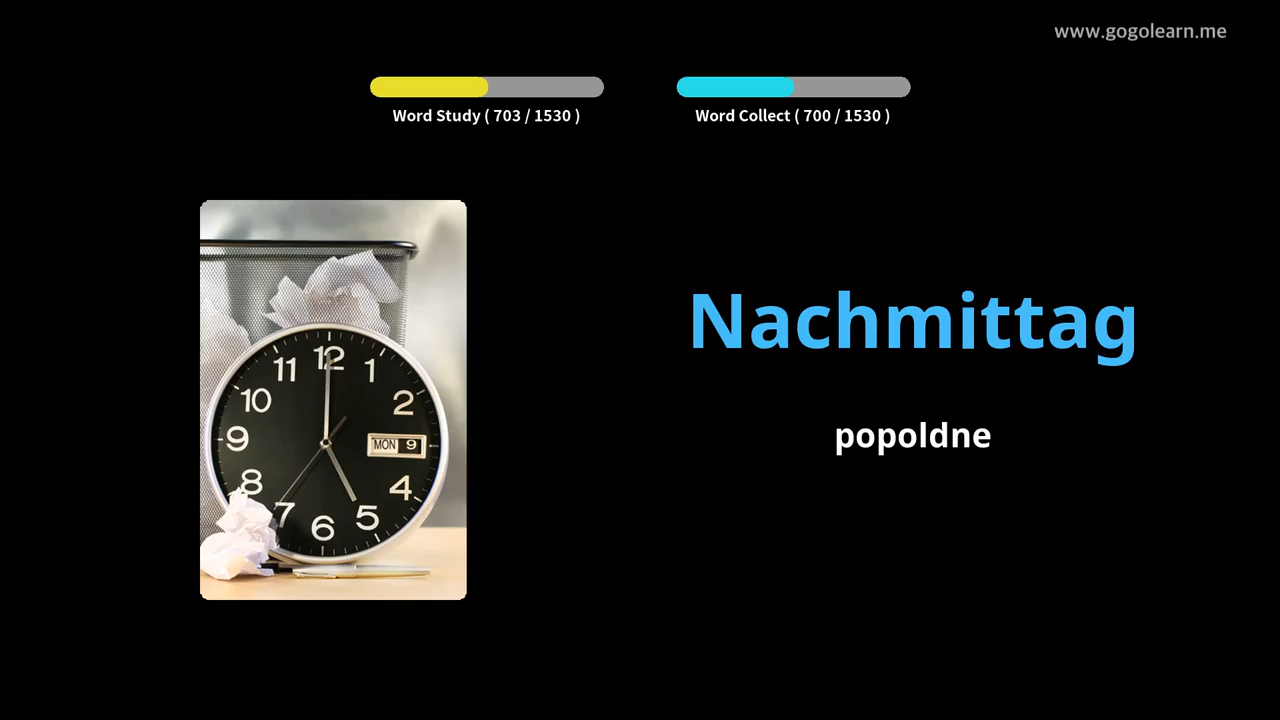 www.gogolearn.me
Word Study ( 703 / 1530 )
Word Collect ( 700 / 1530 )
12
11
1
10
2
9
MON 9
8
4
7
5
6
Nachmittag
popoldne